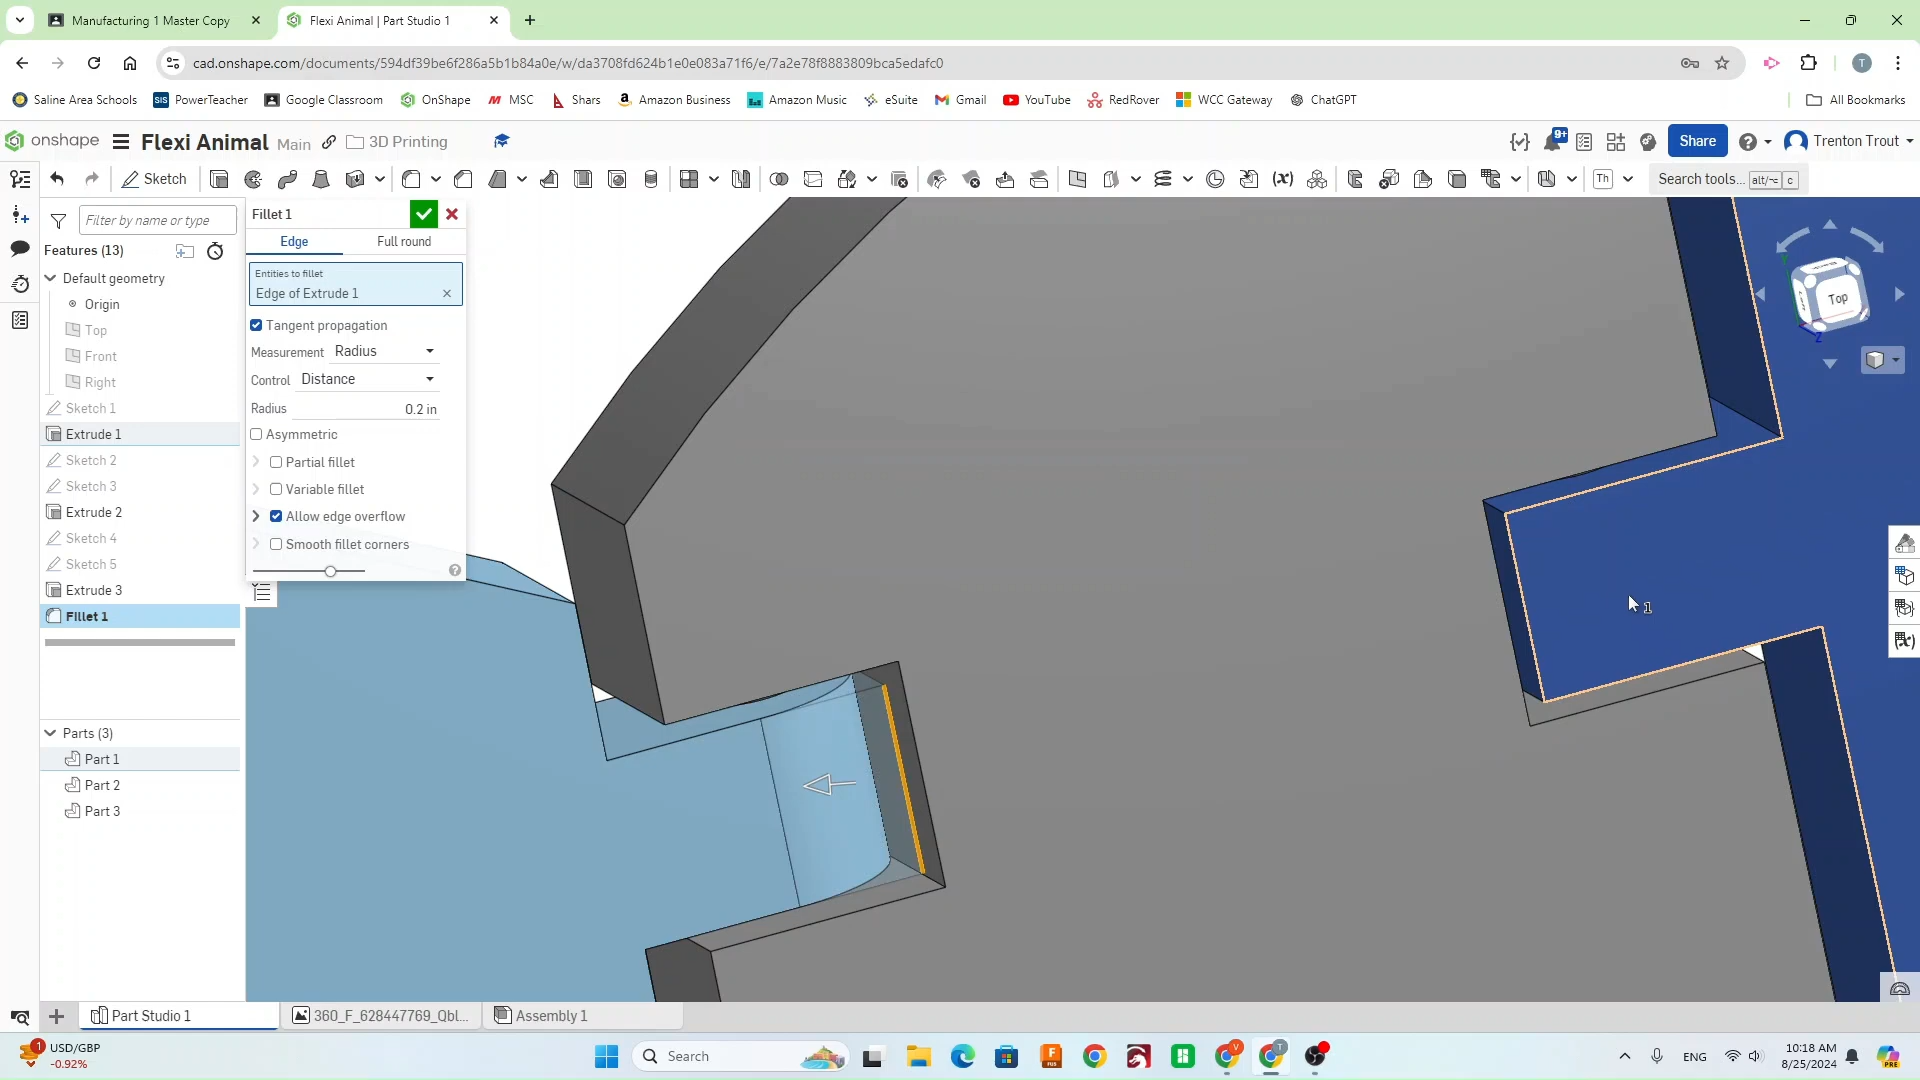 Manufacturing 1 Master Copy
Flexi Animal | Part Studio 1
cad.onshape.com/documents/594df39be6f286a5b1b84a0e/w/da3708fd624b1e0e083a71f6/e/7a2e78f8883809bca5edafc0
T
Saline Area Schools
SIS PowerTeacher
Google Classroom
OnShape
MSC
Shars
Amazon Business
Amazon Music
eSuite
Gmail
YouTube
RedRover
WCC Gateway
ChatGPT
All Bookmarks
onshape
Flexi Animal
Main
3D Printing
9+
Share
Trenton Trout
Sketch
Th
Search tools...
alt/⌥
c
Filter by name or type
Features (13)
Default geometry
Origin
Top
Front
Right
Sketch 1
Extrude 1
Sketch 2
Sketch 3
Extrude 2
Sketch 4
Sketch 5
Extrude 3
Fillet 1
Parts (3)
Part 1
Part 2
Part 3
Fillet 1
Edge
Full round
Entities to fillet
Edge of Extrude 1
Tangent propagation
Measurement Radius
Control Distance
Radius 0.2 in
Asymmetric
Partial fillet
Variable fillet
Allow edge overflow
Smooth fillet corners
Top
Y
Z
1
Part Studio 1
360_F_628447769_Qbl...
Assembly 1
1
USD/GBP
-0.92%
Search
ENG
10:18 AM
8/25/2024